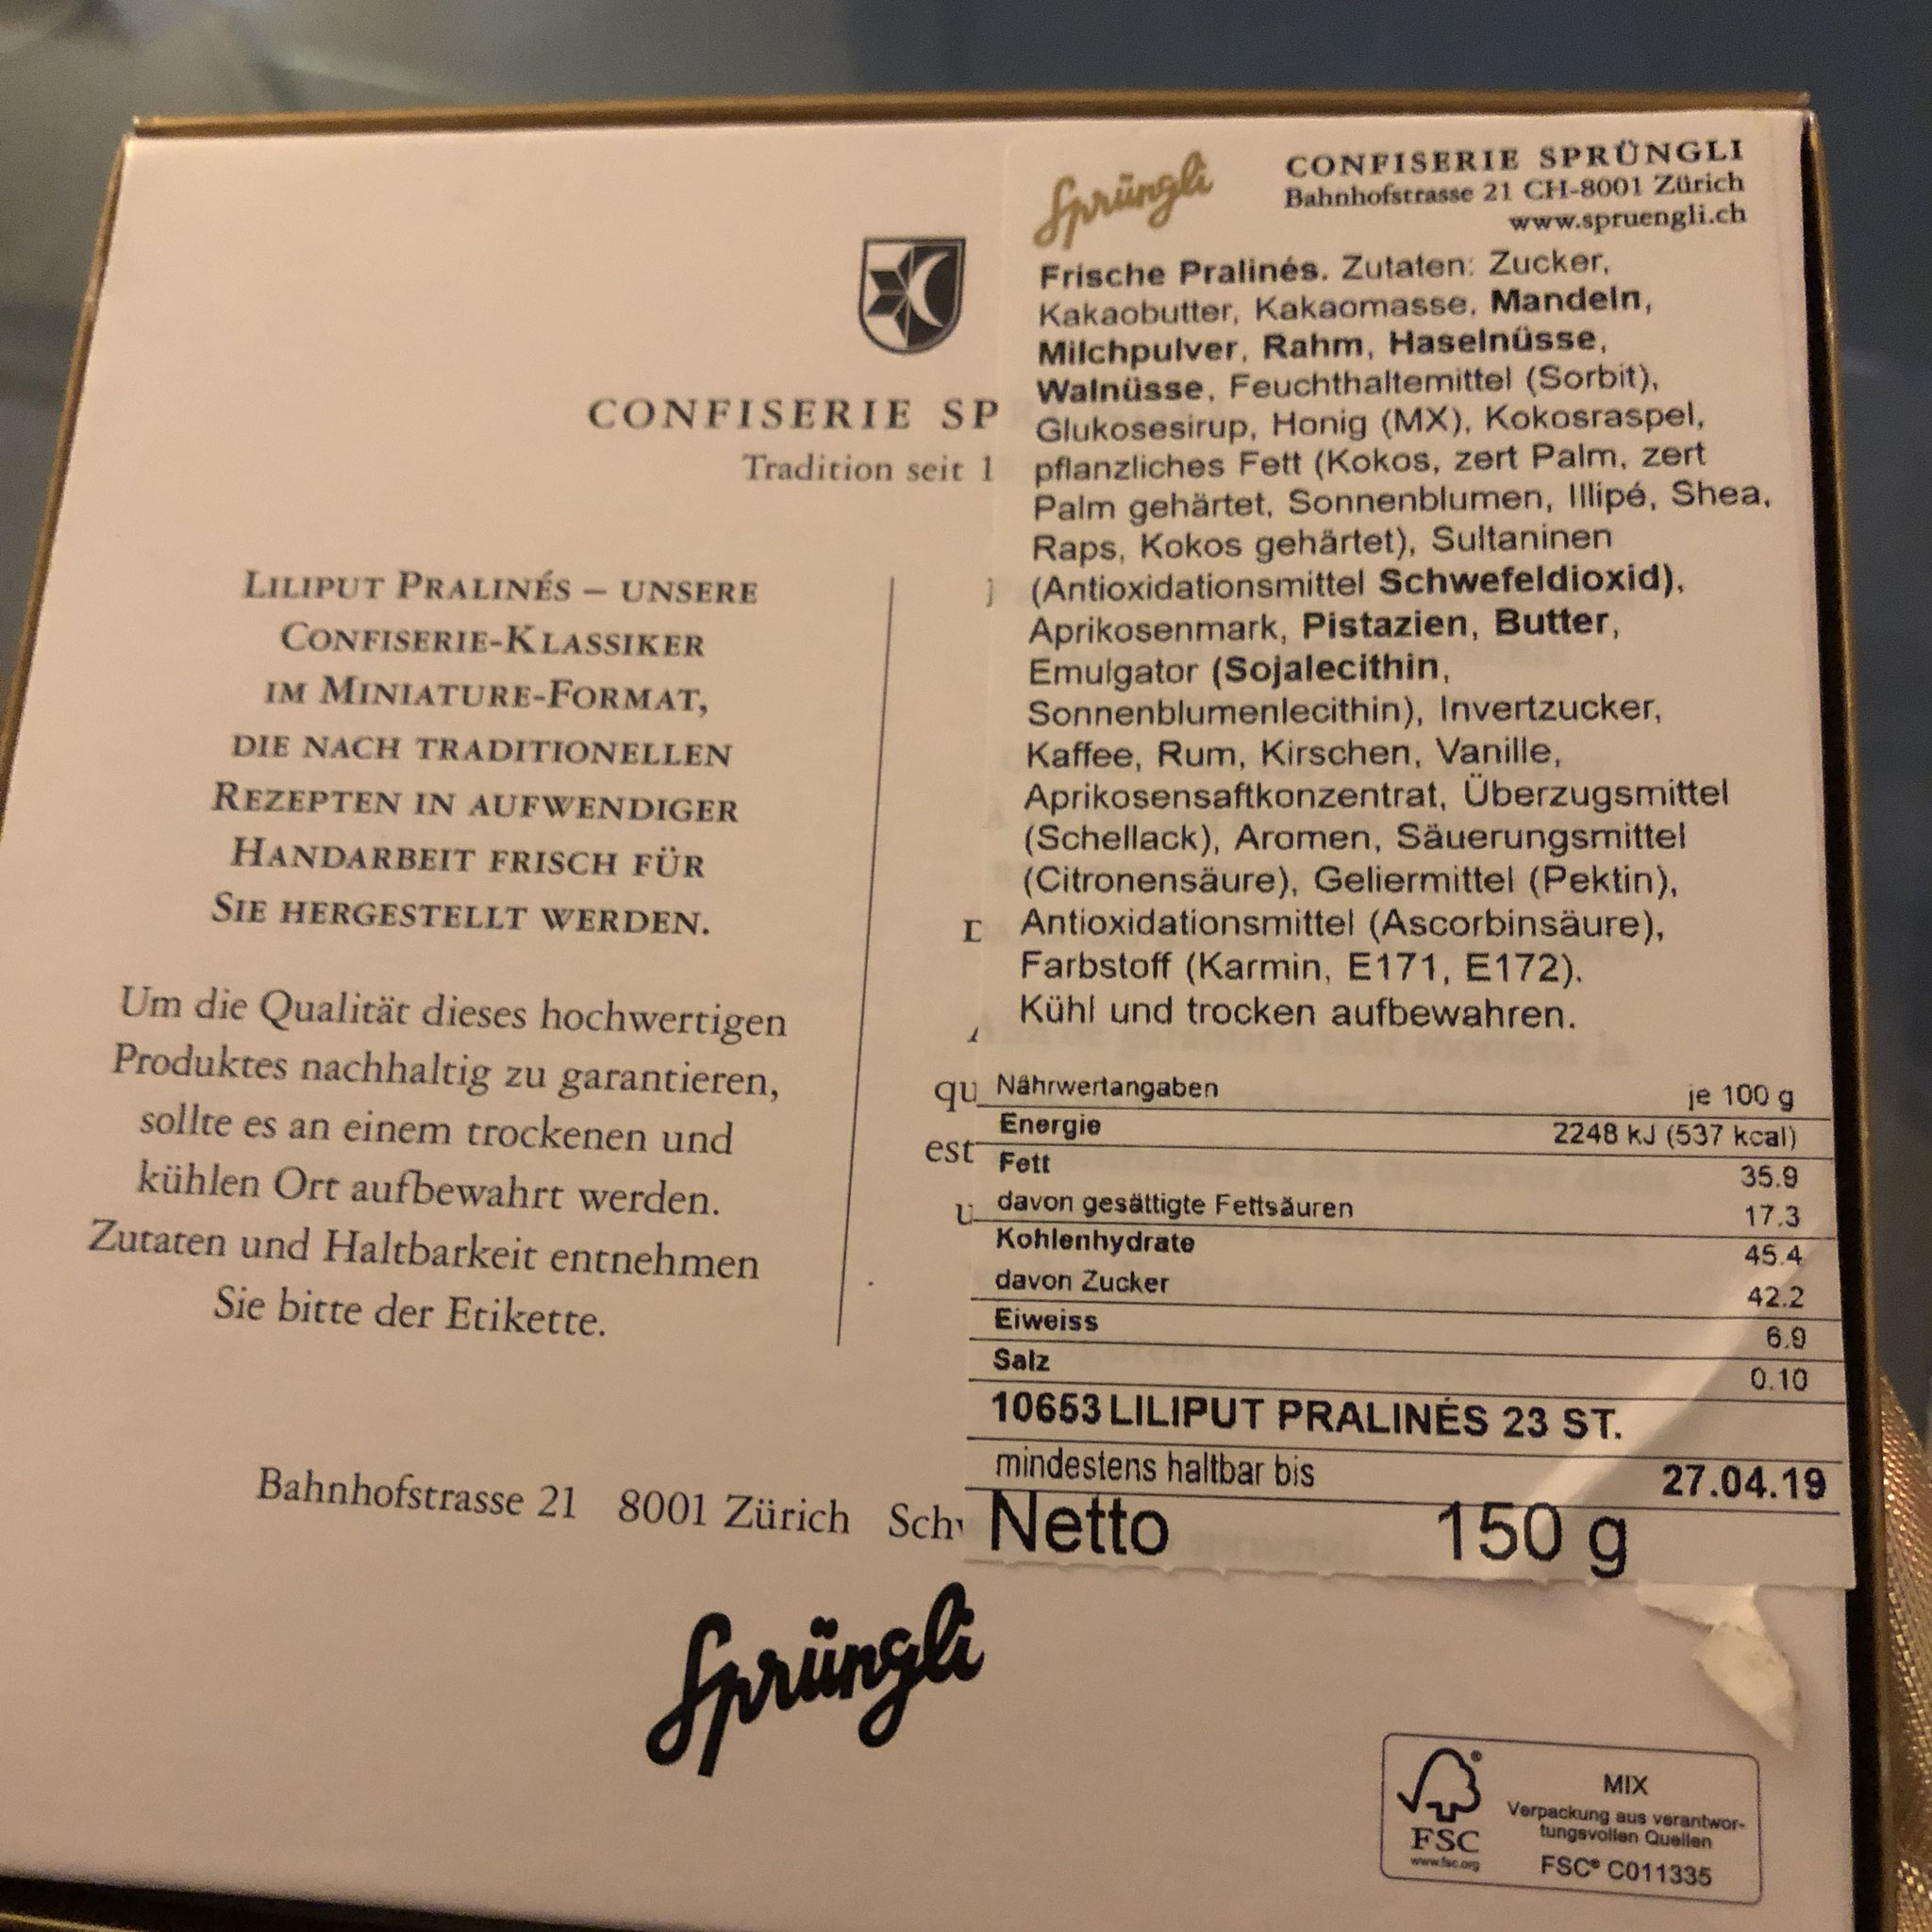 CONFISERIE SP
Tradition seit 1
LILIPUT PRALINÉS – UNSERE
CONFISERIE-KLASSIKER
IM MINIATURE-FORMAT,
DIE NACH TRADITIONELLEN
REZEPTEN IN AUFWENDIGER
HANDARBEIT FRISCH FÜR
SIE HERGESTELLT WERDEN.
Um die Qualität dieses hochwertigen
Produktes nachhaltig zu garantieren,
sollte es an einem trockenen und
kühlen Ort aufbewahrt werden.
Zutaten und Haltbarkeit entnehmen
Sie bitte der Etikette.
qu
est
u
Bahnhofstrasse 21 8001 Zürich Schw
Sprüngli
Sprüngli
CONFISERIE SPRÜNGLI
Bahnhofstrasse 21 CH-8001 Zürich
www.spruengli.ch
Frische Pralinés. Zutaten: Zucker,
Kakaobutter, Kakaomasse, Mandeln,
Milchpulver, Rahm, Haselnüsse,
Walnüsse, Feuchthaltemittel (Sorbit),
Glukosesirup, Honig (MX), Kokosraspel,
pflanzliches Fett (Kokos, zert Palm, zert
Palm gehärtet, Sonnenblumen, Illipé, Shea,
Raps, Kokos gehärtet), Sultaninen
(Antioxidationsmittel Schwefeldioxid),
Aprikosenmark, Pistazien, Butter,
Emulgator (Sojalecithin,
Sonnenblumenlecithin), Invertzucker,
Kaffee, Rum, Kirschen, Vanille,
Aprikosensaftkonzentrat, Überzugsmittel
(Schellack), Aromen, Säuerungsmittel
(Citronensäure), Geliermittel (Pektin),
Antioxidationsmittel (Ascorbinsäure),
Farbstoff (Karmin, E171, E172).
Kühl und trocken aufbewahren.
Nährwertangaben je 100 g
Energie 2248 kJ (537 kcal)
Fett 35.9
davon gesättigte Fettsäuren 17.3
Kohlenhydrate 45.4
davon Zucker 42.2
Eiweiss 6.9
Salz 0.10
10653 LILIPUT PRALINÉS 23 ST.
mindestens haltbar bis 27.04.19
Netto 150 g
FSC
www.fsc.org
MIX
Verpackung aus verantwor-
tungsvollen Quellen
FSC® C011335